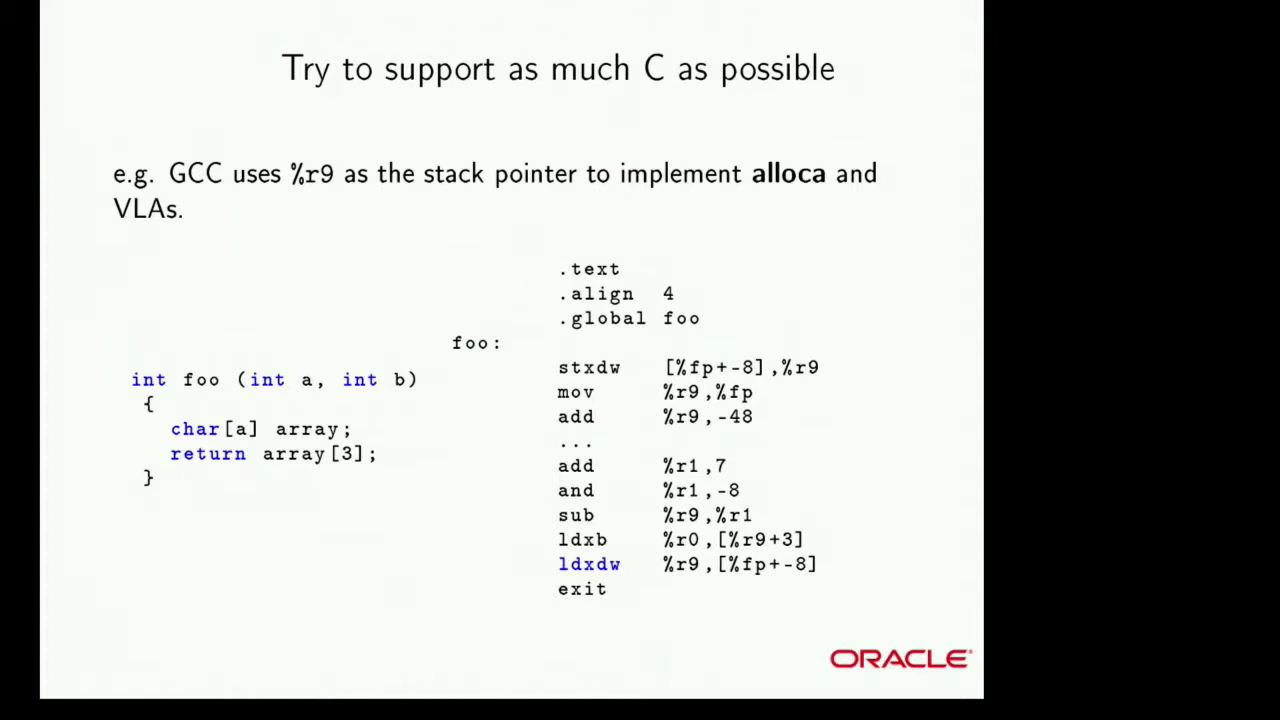 Try to support as much C as possible
e.g. GCC uses %r9 as the stack pointer to implement alloca and
VLAs.
int foo (int a, int b)
{
char[a] array;
return array[3];
}
.text
.align 4
.global foo
foo:
stxdw [%fp+-8],%r9
mov %r9,%fp
add %r9,-48
...
add %r1,7
and %r1,-8
sub %r9,%r1
ldxb %r0,[%r9+3]
ldxdw %r9,[%fp+-8]
exit
ORACLE